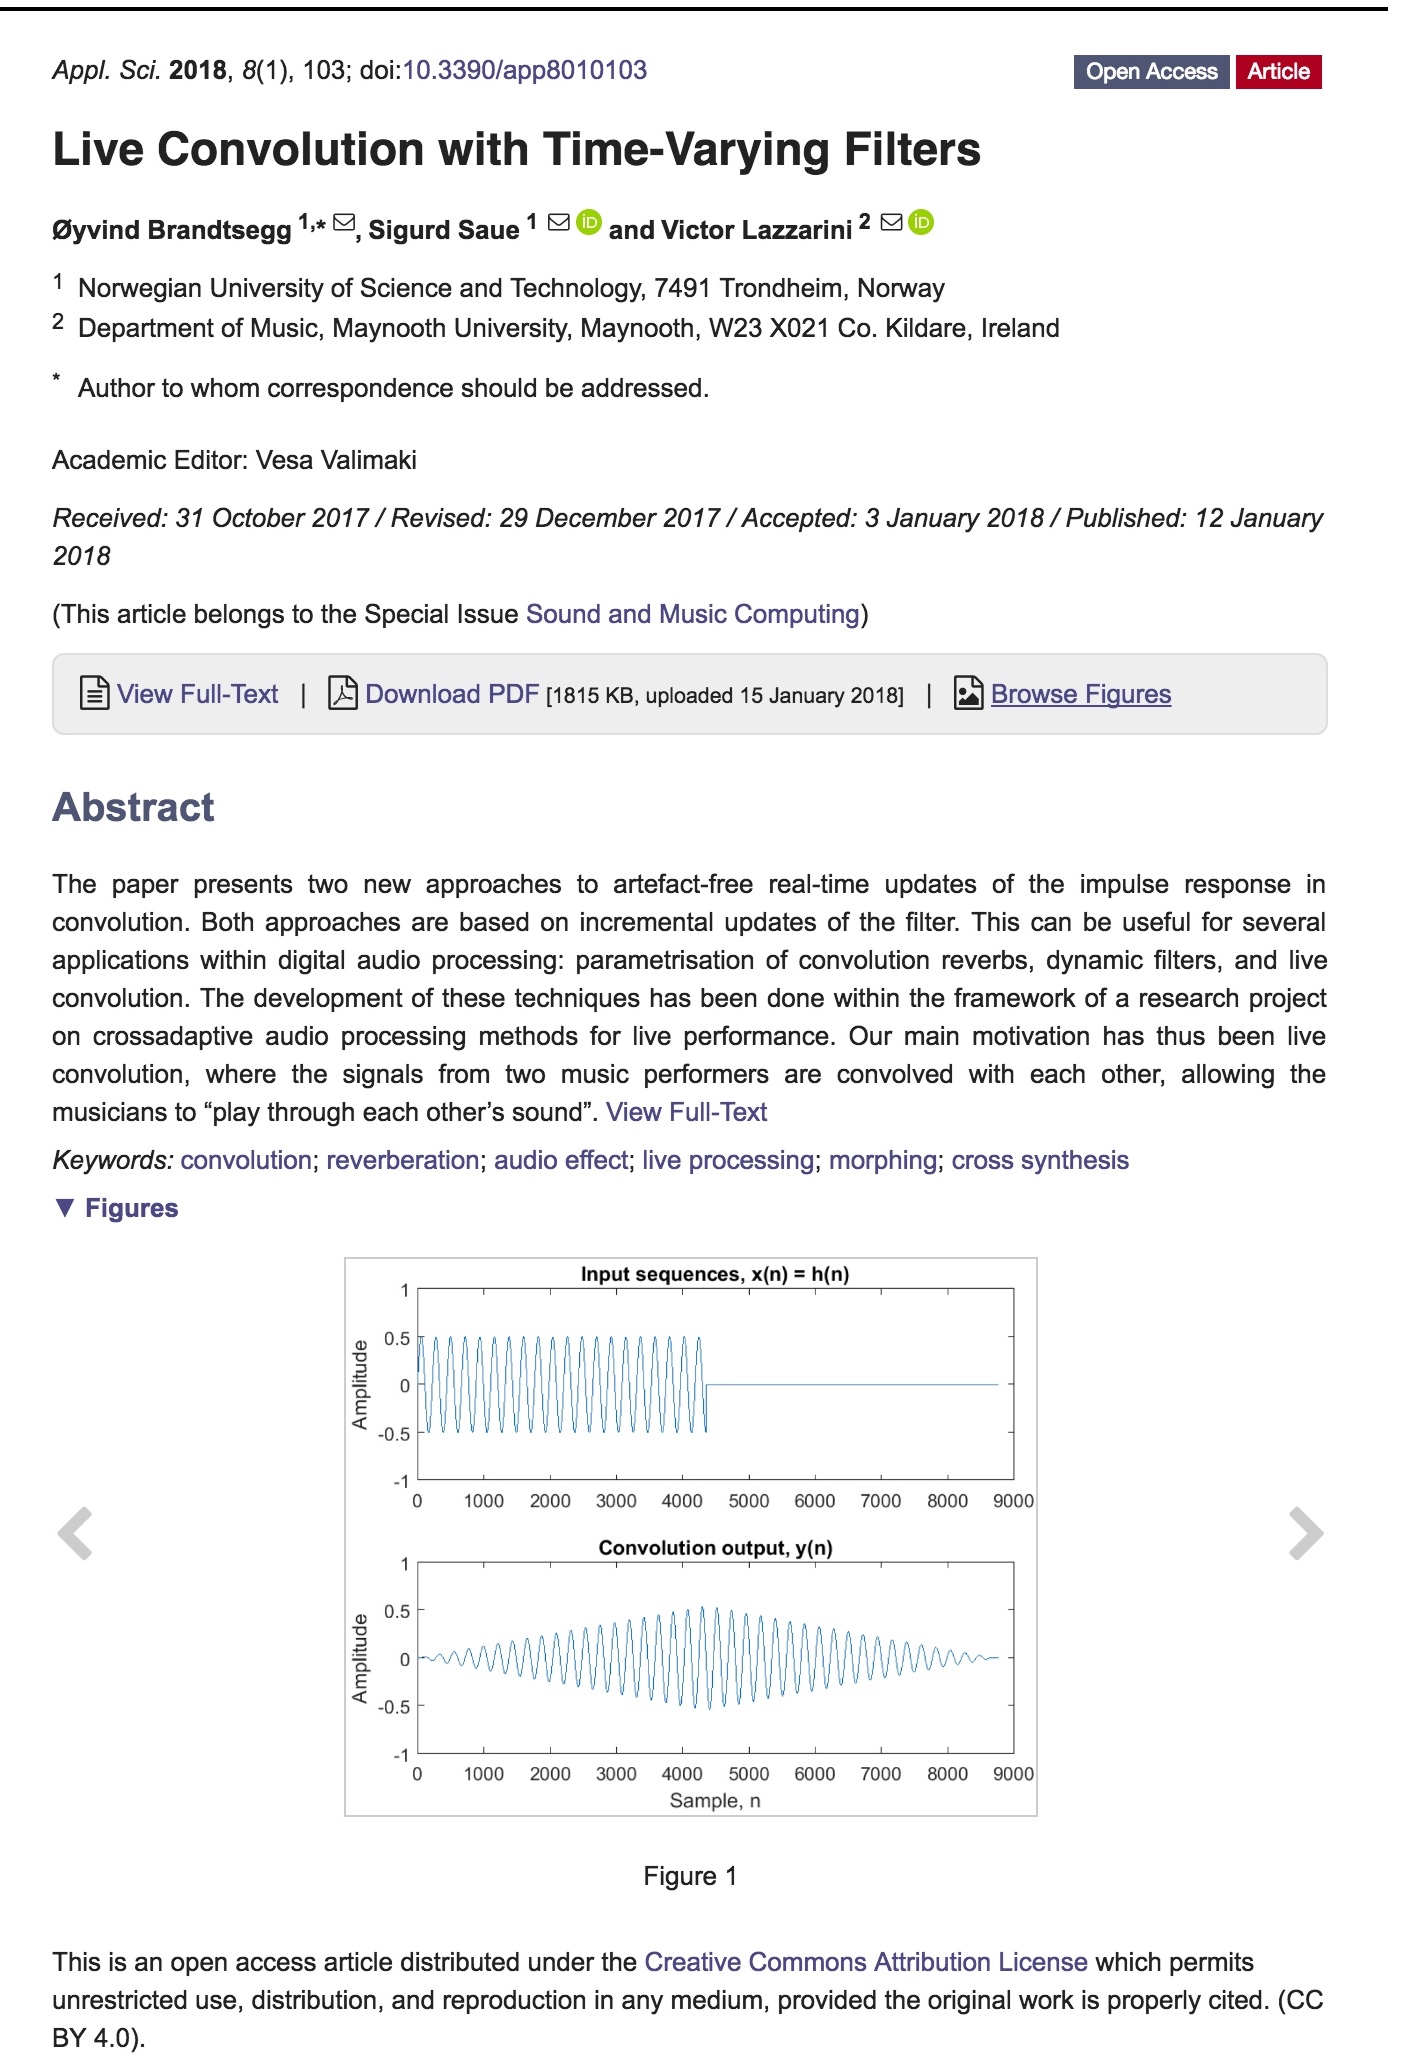 Appl. Sci. 2018, 8(1), 103; doi:10.3390/app8010103
Open Access Article
Live Convolution with Time-Varying Filters
Øyvind Brandtsegg 1,*, Sigurd Saue 1 iD and Victor Lazzarini 2 iD
1 Norwegian University of Science and Technology, 7491 Trondheim, Norway
2 Department of Music, Maynooth University, Maynooth, W23 X021 Co. Kildare, Ireland
* Author to whom correspondence should be addressed.
Academic Editor: Vesa Valimaki
Received: 31 October 2017 / Revised: 29 December 2017 / Accepted: 3 January 2018 / Published: 12 January
2018
(This article belongs to the Special Issue Sound and Music Computing)
View Full-Text | Download PDF [1815 KB, uploaded 15 January 2018] | Browse Figures
Abstract
The paper presents two new approaches to artefact-free real-time updates of the impulse response in
convolution. Both approaches are based on incremental updates of the filter. This can be useful for several
applications within digital audio processing: parametrisation of convolution reverbs, dynamic filters, and live
convolution. The development of these techniques has been done within the framework of a research project
on crossadaptive audio processing methods for live performance. Our main motivation has thus been live
convolution, where the signals from two music performers are convolved with each other, allowing the
musicians to “play through each other’s sound”. View Full-Text
Keywords: convolution; reverberation; audio effect; live processing; morphing; cross synthesis
▼ Figures
Input sequences, x(n) = h(n)
Amplitude
1
0.5
0
-0.5
-1
0 1000 2000 3000 4000 5000 6000 7000 8000 9000
Convolution output, y(n)
Amplitude
1
0.5
0
-0.5
-1
0 1000 2000 3000 4000 5000 6000 7000 8000 9000
Sample, n
Figure 1
This is an open access article distributed under the Creative Commons Attribution License which permits
unrestricted use, distribution, and reproduction in any medium, provided the original work is properly cited. (CC
BY 4.0).